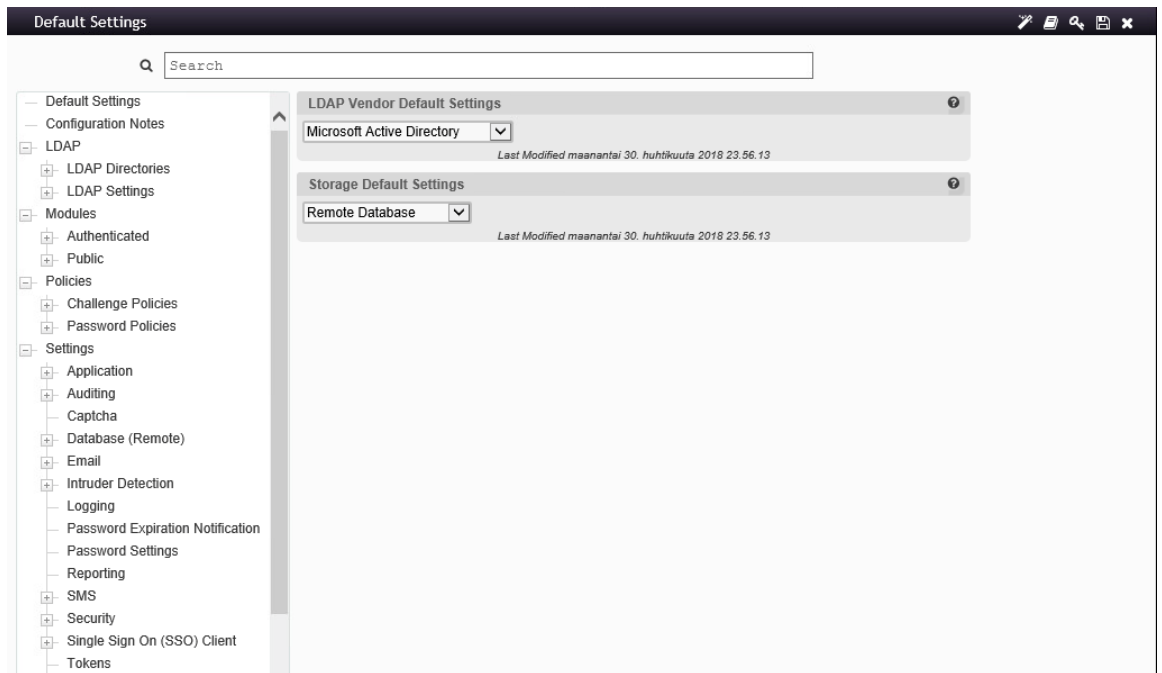 Default Settings
Search
Default Settings
Configuration Notes
LDAP
LDAP Directories
LDAP Settings
Modules
Authenticated
Public
Policies
Challenge Policies
Password Policies
Settings
Application
Auditing
Captcha
Database (Remote)
Email
Intruder Detection
Logging
Password Expiration Notification
Password Settings
Reporting
SMS
Security
Single Sign On (SSO) Client
Tokens
LDAP Vendor Default Settings
Microsoft Active Directory
Last Modified maanantai 30. huhtikuuta 2018 23.56.13
Storage Default Settings
Remote Database
Last Modified maanantai 30. huhtikuuta 2018 23.56.13